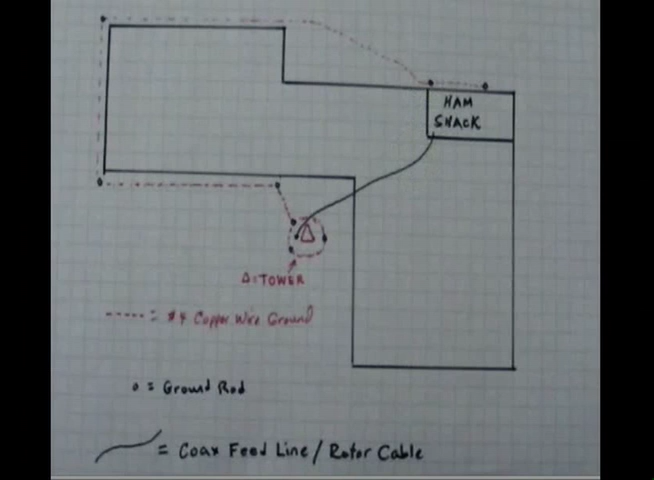 HAM
SHACK
Δ=TOWER
= #4 Copper Wire Ground
= Ground Rod
= Coax Feed Line / Rotor Cable